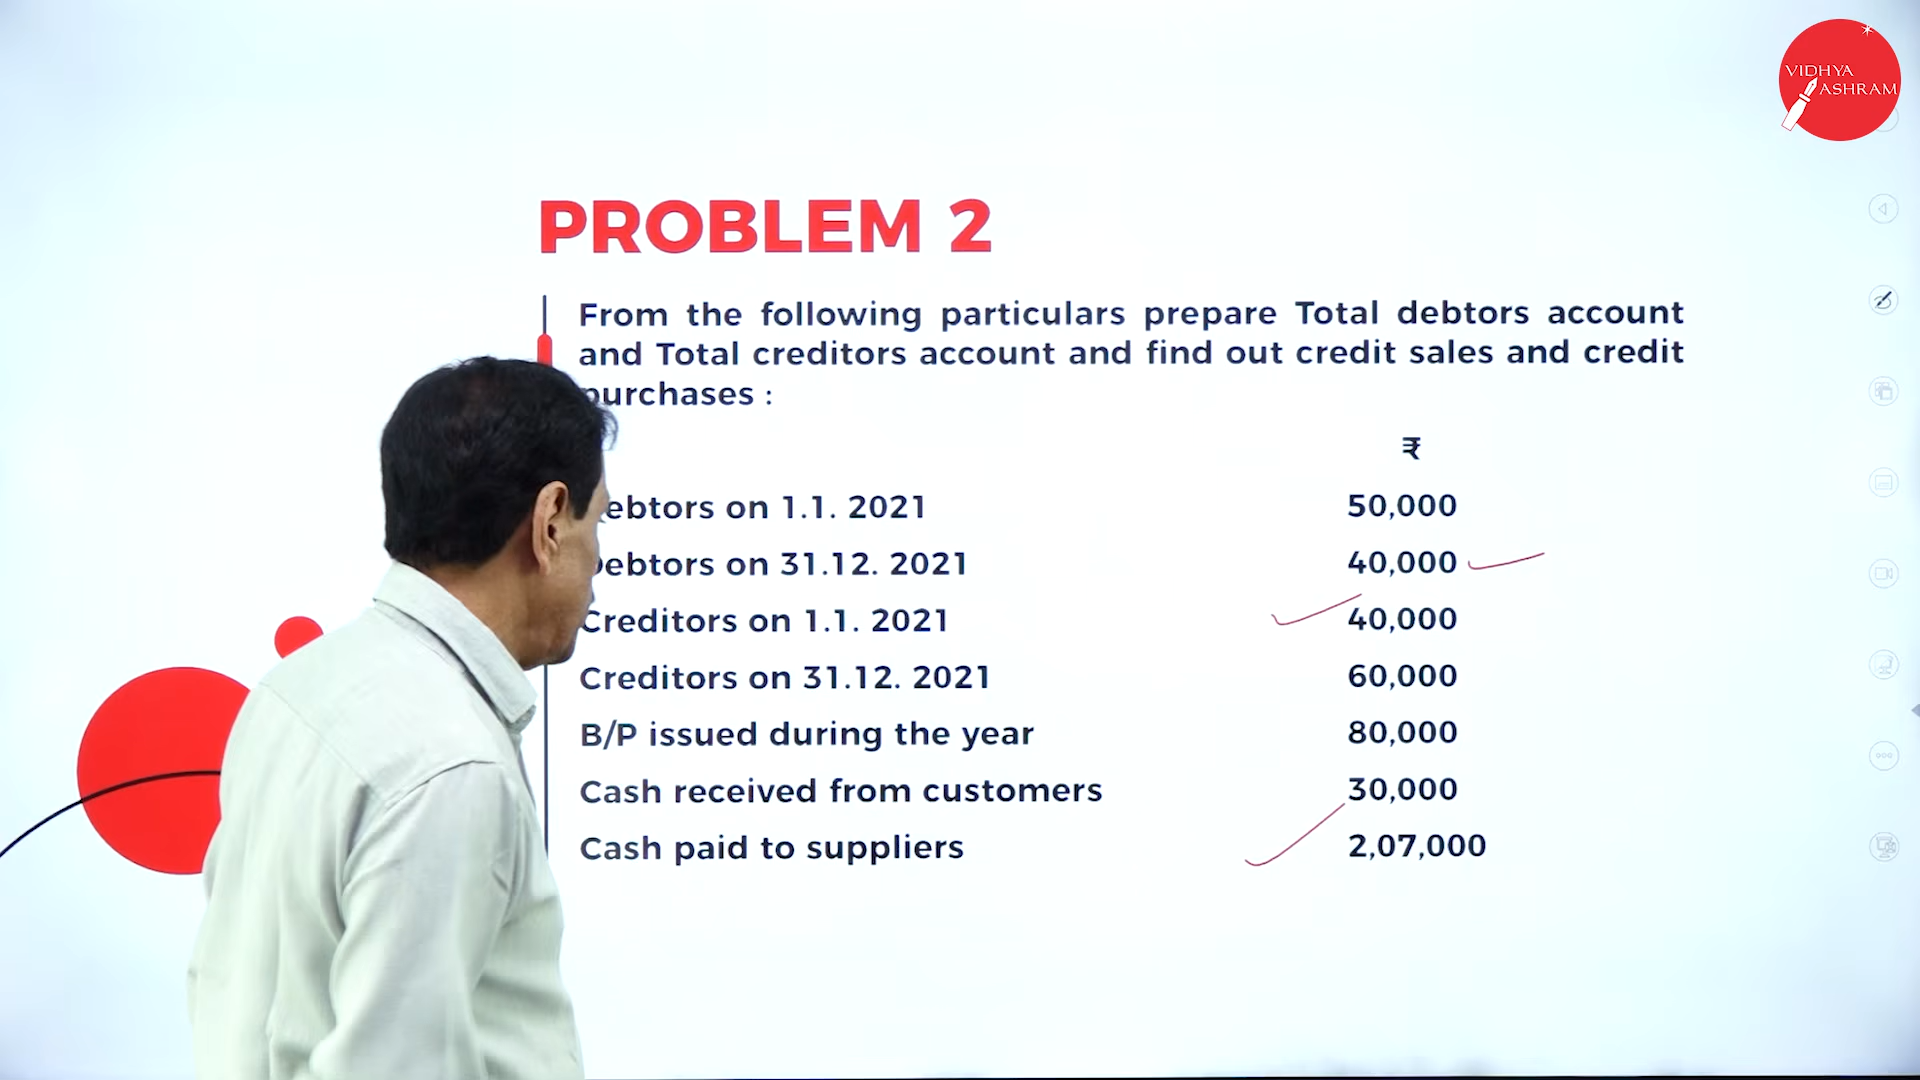 VIDHYA
ASHRAM
PROBLEM 2
From the following particulars prepare Total debtors account
and Total creditors account and find out credit sales and credit
purchases :
₹
Debtors on 1.1. 2021 50,000
Debtors on 31.12. 2021 40,000
Creditors on 1.1. 2021 40,000
Creditors on 31.12. 2021 60,000
B/P issued during the year 80,000
Cash received from customers 30,000
Cash paid to suppliers 2,07,000